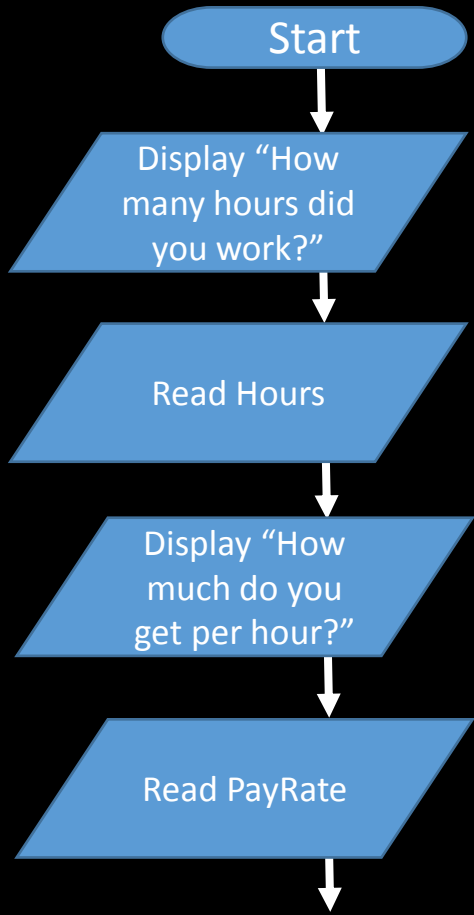 Start
Display “How
many hours did
you work?”
Read Hours
Display “How
much do you
get per hour?”
Read PayRate